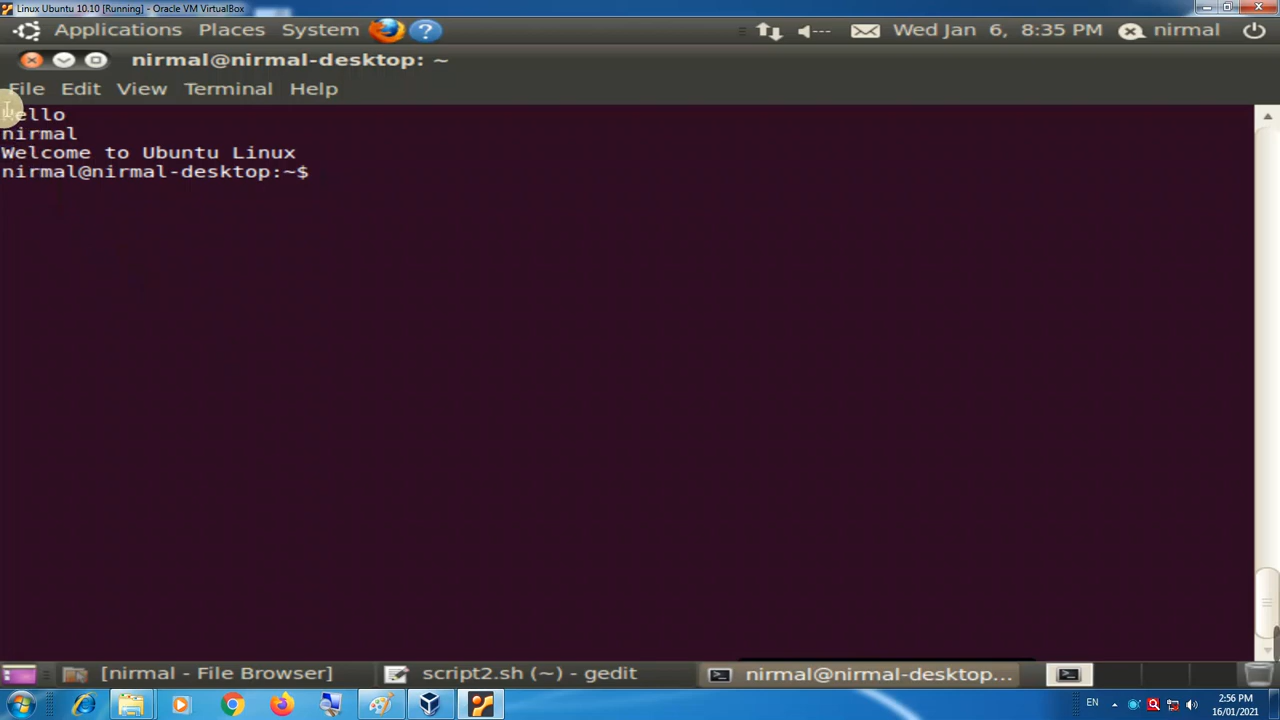 Linux Ubuntu 10.10 [Running] - Oracle VM VirtualBox
Applications Places System Wed Jan 6, 8:35 PM nirmal
nirmal@nirmal-desktop: ~
File Edit View Terminal Help
Hello
nirmal
Welcome to Ubuntu Linux
nirmal@nirmal-desktop:~$
[nirmal - File Browser] script2.sh (~) - gedit nirmal@nirmal-desktop...
EN 2:56 PM
16/01/2021